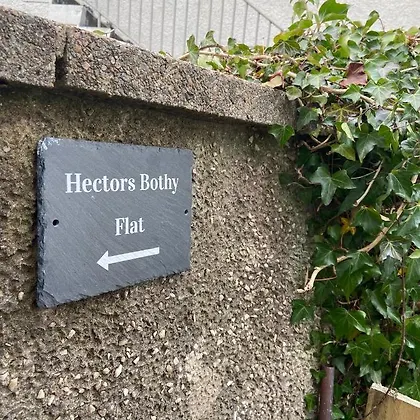 Hectors Bothy
Flat
←